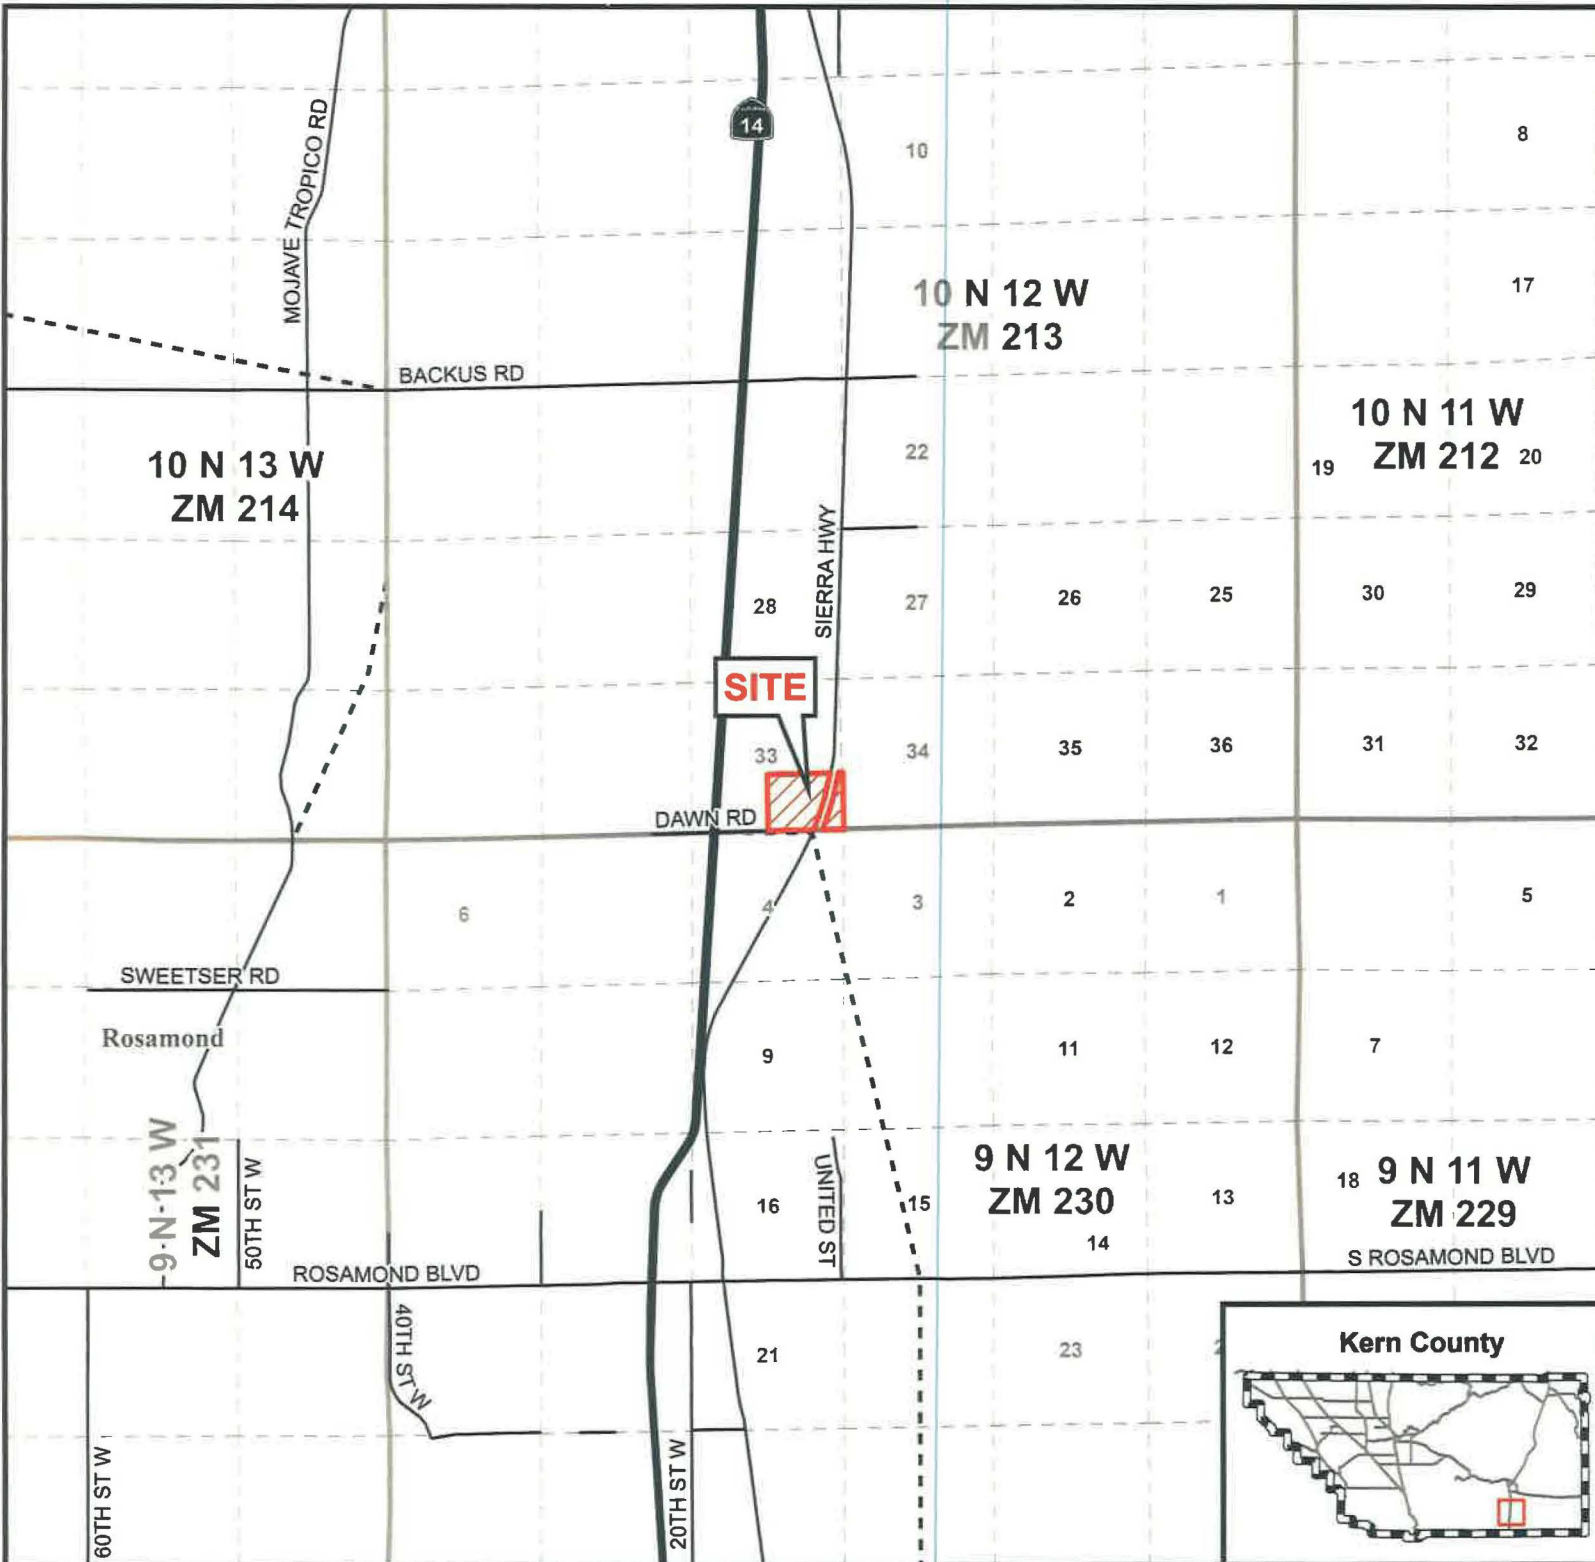 MOJAVE TROPICO RD
14
10
8
10 N 12 W
ZM 213
17
BACKUS RD
10 N 13 W
ZM 214
22
10 N 11 W
ZM 212
19
20
SIERRA HWY
28
27
26
25
30
29
SITE
33
34
35
36
31
32
DAWN RD
6
4
3
2
1
5
SWEETSER RD
Rosamond
9
11
12
7
9 N 13 W
ZM 231
50TH ST W
16
UNITED ST
15
9 N 12 W
ZM 230
14
13
18
9 N 11 W
ZM 229
S ROSAMOND BLVD
ROSAMOND BLVD
40TH ST W
21
23
60TH ST W
20TH ST W
Kern County